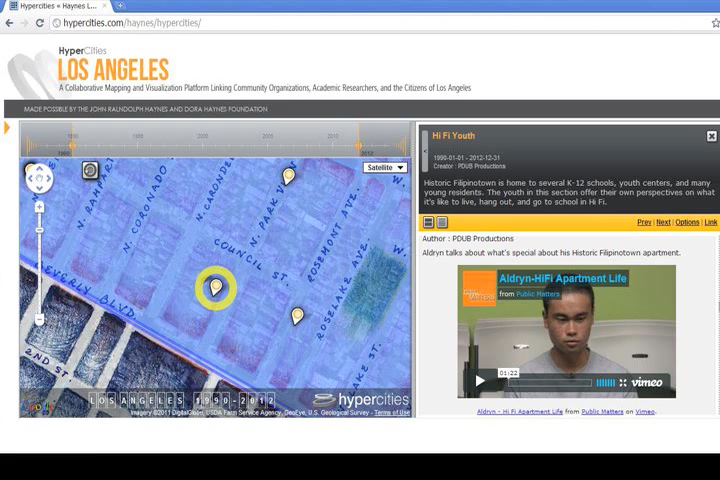 Hypercities « Haynes L...
hypercities.com/haynes/hypercities/
HyperCities
LOS ANGELES
A Collaborative Mapping and Visualization Platform Linking Community Organizations, Academic Researchers, and the Citizens of Los Angeles
MADE POSSIBLE BY THE JOHN RALNDOLPH HAYNES AND DORA HAYNES FOUNDATION
1990 1995 2000 2005 2010
1990 2012
Satellite
N. CORONADO
N. PARK V
COUNCIL ST.
ROSEMONT AVE.
ROSELAKE AVE.
BEVERLY BLVD.
2ND ST.
LAKE ST.
W.
W.
LOS ANGELES 1990-2012
hypercities
Imagery ©2011 DigitalGlobe, USDA Farm Service Agency, GeoEye, U.S. Geological Survey - Terms of Use
Hi Fi Youth
1990-01-01 - 2012-12-31
Creator : PDUB Productions
Historic Filipinotown is home to several K-12 schools, youth centers, and many
young residents. The youth in this section offer their own perspectives on what
it's like to live, hang out, and go to school in Hi Fi.
Prev | Next | Options | Link
Author : PDUB Productions
Aldryn talks about what's special about his Historic Filipinotown apartment.
Aldryn-HiFi Apartment Life
from Public Matters
01:22
vimeo
Aldryn - Hi Fi Apartment Life from Public Matters on Vimeo.